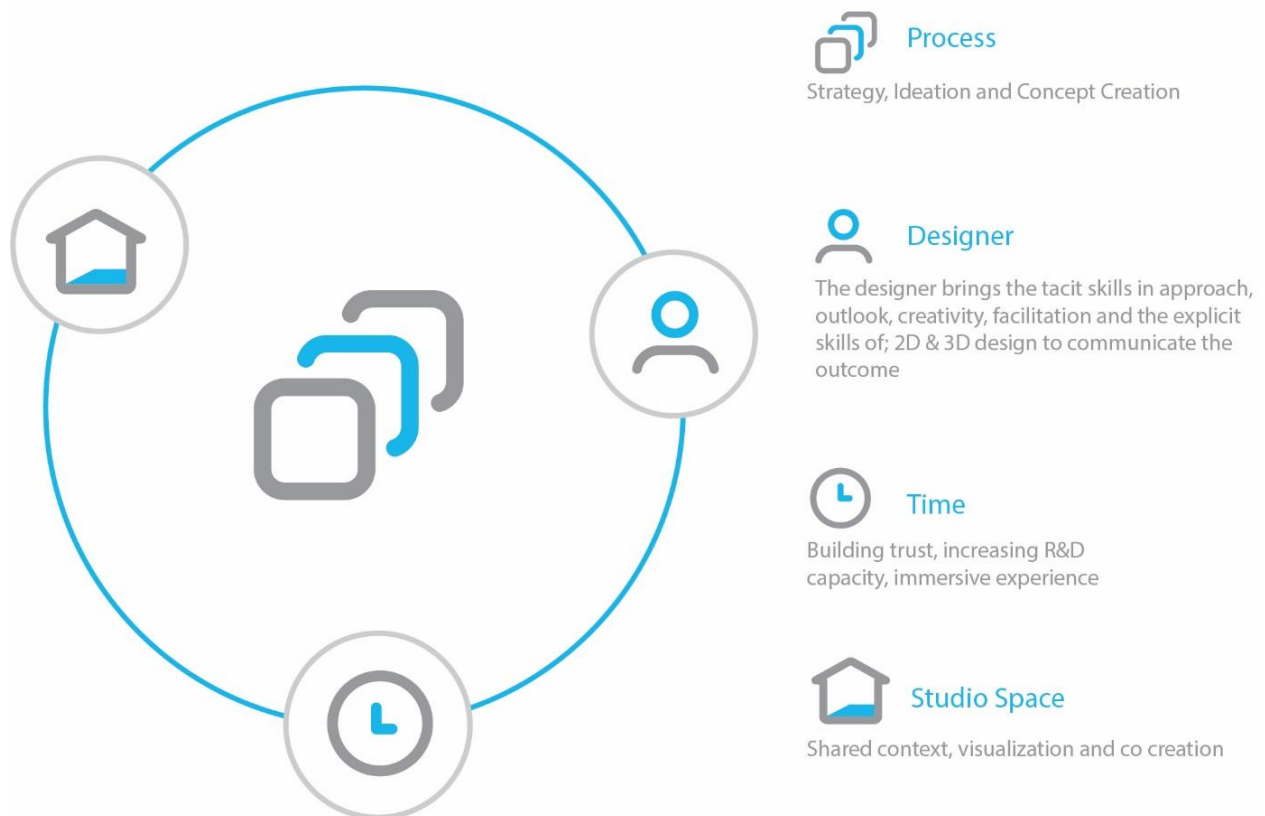 Process
Strategy, Ideation and Concept Creation
Designer
The designer brings the tacit skills in approach,
outlook, creativity, facilitation and the explicit
skills of; 2D & 3D design to communicate the
outcome
Time
Building trust, increasing R&D
capacity, immersive experience
Studio Space
Shared context, visualization and co creation